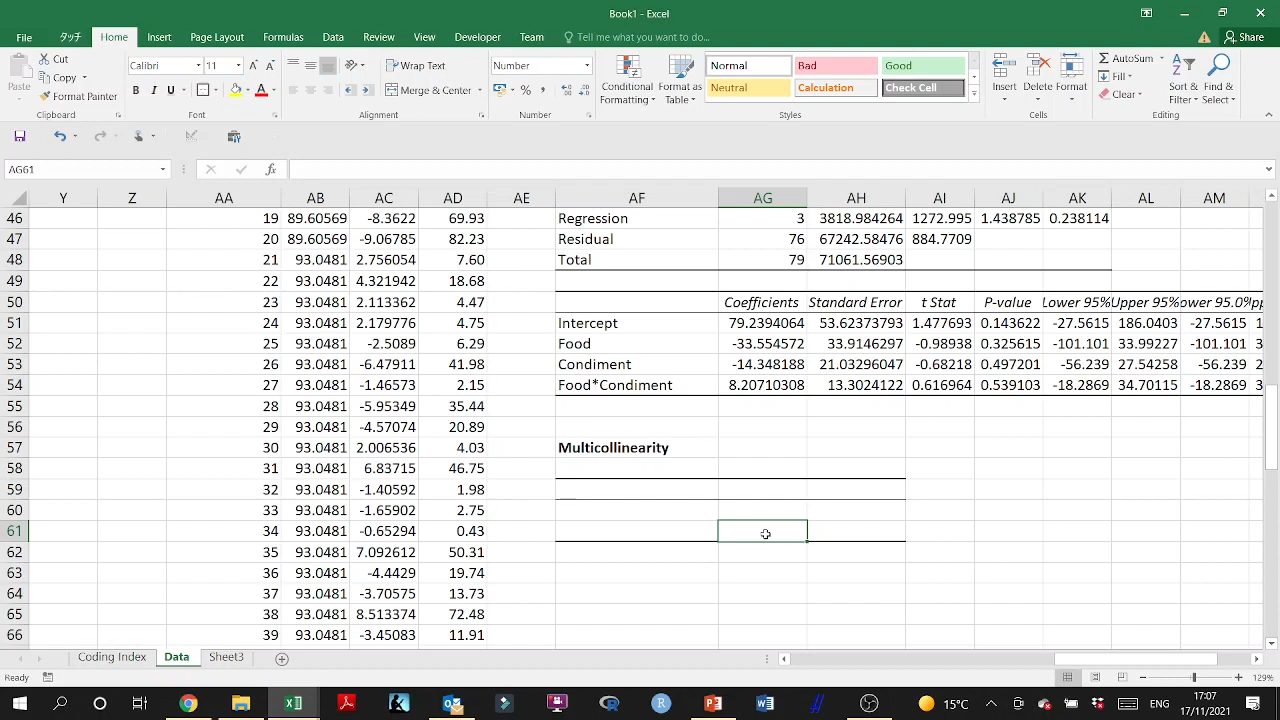 Book1 - Excel
File タッチ Home Insert Page Layout Formulas Data Review View Developer Team Tell me what you want to do... Share
Paste Cut Copy Format Painter Clipboard
Calibri 11 B I U A Font
Wrap Text Merge & Center Alignment
Number % Number
Conditional Formatting Format as Table Normal Bad Good Neutral Calculation Check Cell Styles
Insert Delete Format Cells
AutoSum Fill Clear Sort & Filter Find & Select Editing
AG61 fx
Y Z AA AB AC AD AE AF AG AH AI AJ AK AL AM
46 19 89.60569 -8.3622 69.93 Regression 3 3818.984264 1272.995 1.438785 0.238114
47 20 89.60569 -9.06785 82.23 Residual 76 67242.58476 884.7709
48 21 93.0481 2.756054 7.60 Total 79 71061.56903
49 22 93.0481 4.321942 18.68
50 23 93.0481 2.113362 4.47 Coefficients Standard Error t Stat P-value Lower 95% Upper 95% ower 95.0%
51 24 93.0481 2.179776 4.75 Intercept 79.2394064 53.62373793 1.477693 0.143622 -27.5615 186.0403 -27.5615
52 25 93.0481 -2.5089 6.29 Food -33.554572 33.9146297 -0.98938 0.325615 -101.101 33.99227 -101.101
53 26 93.0481 -6.47911 41.98 Condiment -14.348188 21.03296047 -0.68218 0.497201 -56.239 27.54258 -56.239
54 27 93.0481 -1.46573 2.15 Food*Condiment 8.20710308 13.3024122 0.616964 0.539103 -18.2869 34.70115 -18.2869
55 28 93.0481 -5.95349 35.44
56 29 93.0481 -4.57074 20.89
57 30 93.0481 2.006536 4.03 Multicollinearity
58 31 93.0481 6.83715 46.75
59 32 93.0481 -1.40592 1.98
60 33 93.0481 -1.65902 2.75
61 34 93.0481 -0.65294 0.43
62 35 93.0481 7.092612 50.31
63 36 93.0481 -4.4429 19.74
64 37 93.0481 -3.70575 13.73
65 38 93.0481 8.513374 72.48
66 39 93.0481 -3.45083 11.91
Coding Index Data Sheet3
Ready 129%
15°C ENG 17:07
17/11/2021